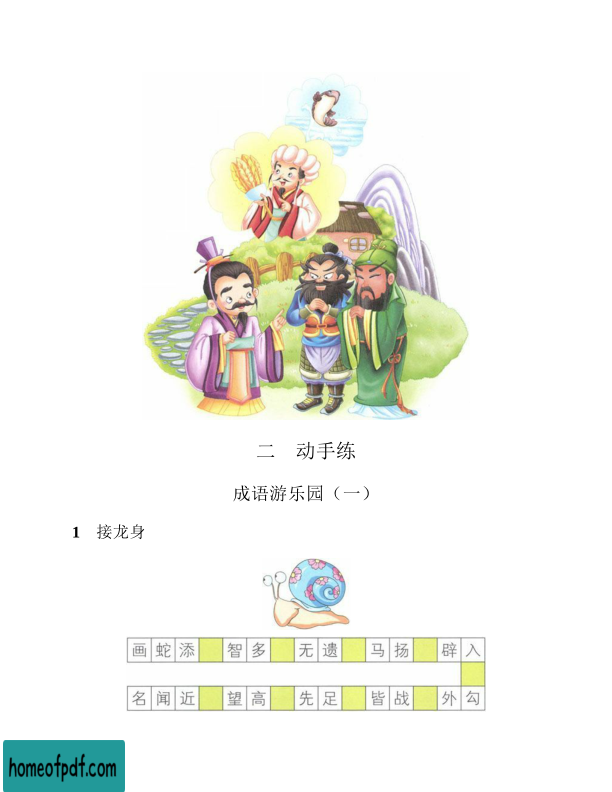 二 动手练
成语游乐园（一）
1 接龙身
画蛇添 智多 无遗 马扬 辟入
名闻近 望高 先足 皆战 外勾
homeofpdf.com